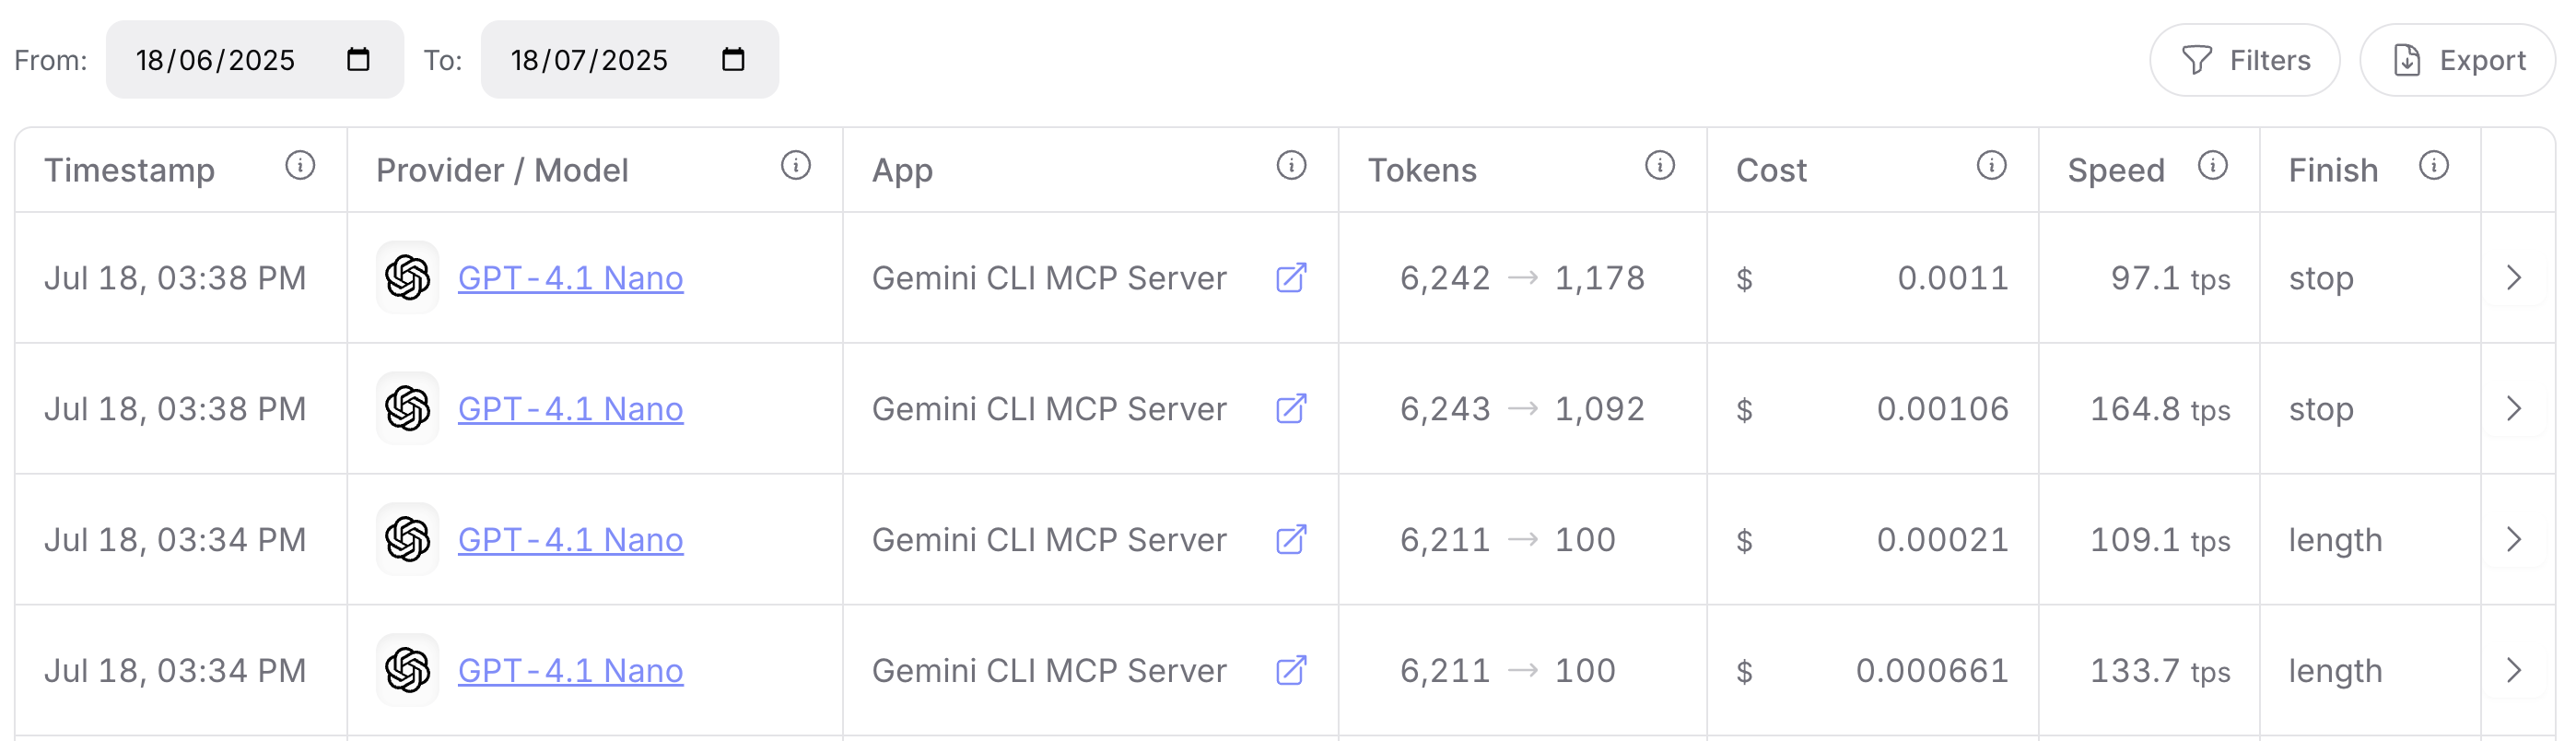 From: 18/06/2025 To: 18/07/2025 Filters Export
Timestamp Provider / Model App Tokens Cost Speed Finish
Jul 18, 03:38 PM GPT-4.1 Nano Gemini CLI MCP Server 6,242 → 1,178 $ 0.0011 97.1 tps stop
Jul 18, 03:38 PM GPT-4.1 Nano Gemini CLI MCP Server 6,243 → 1,092 $ 0.00106 164.8 tps stop
Jul 18, 03:34 PM GPT-4.1 Nano Gemini CLI MCP Server 6,211 → 100 $ 0.00021 109.1 tps length
Jul 18, 03:34 PM GPT-4.1 Nano Gemini CLI MCP Server 6,211 → 100 $ 0.000661 133.7 tps length